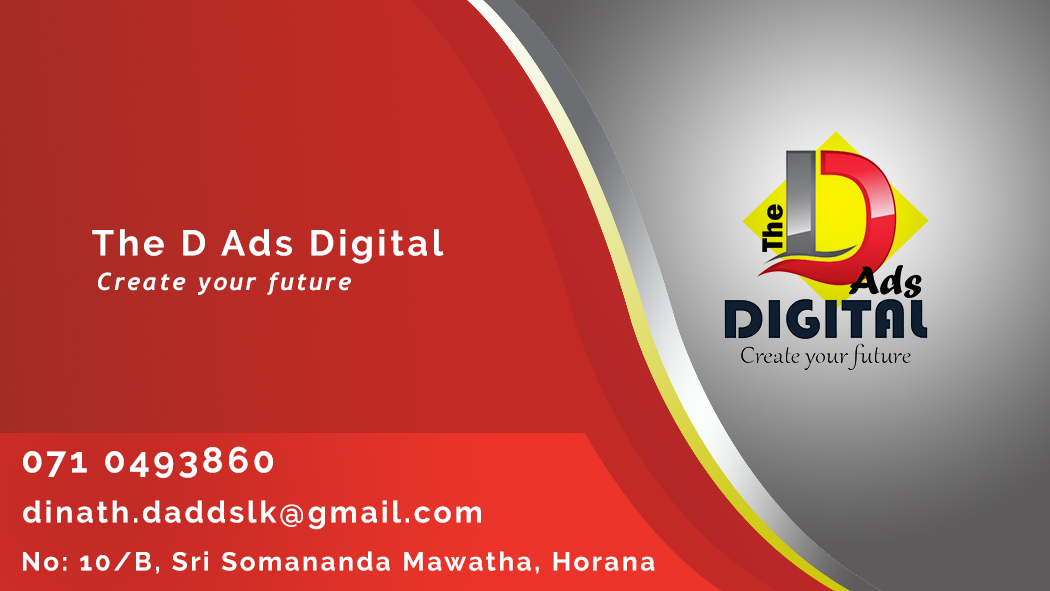 The D Ads Digital
Create your future
071 0493860
dinath.daddslk@gmail.com
No: 10/B, Sri Somananda Mawatha, Horana
The
D
Ads
DIGITAL
Create your future